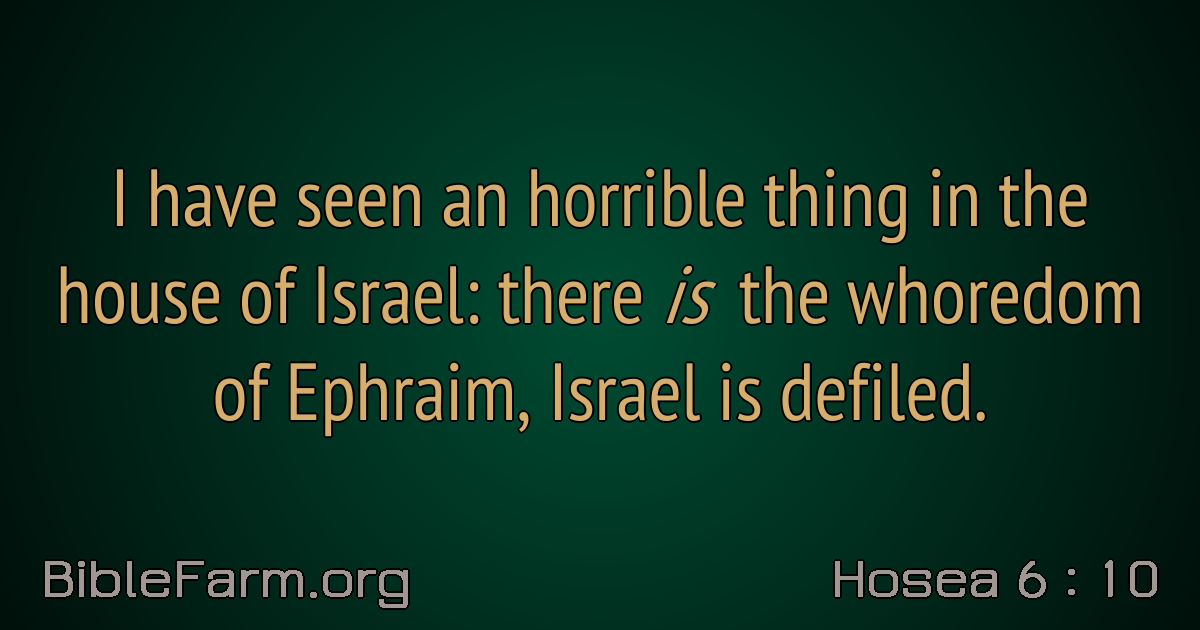 I have seen an horrible thing in the
house of Israel: there is the whoredom
of Ephraim, Israel is defiled.
BibleFarm.org
Hosea 6 : 10